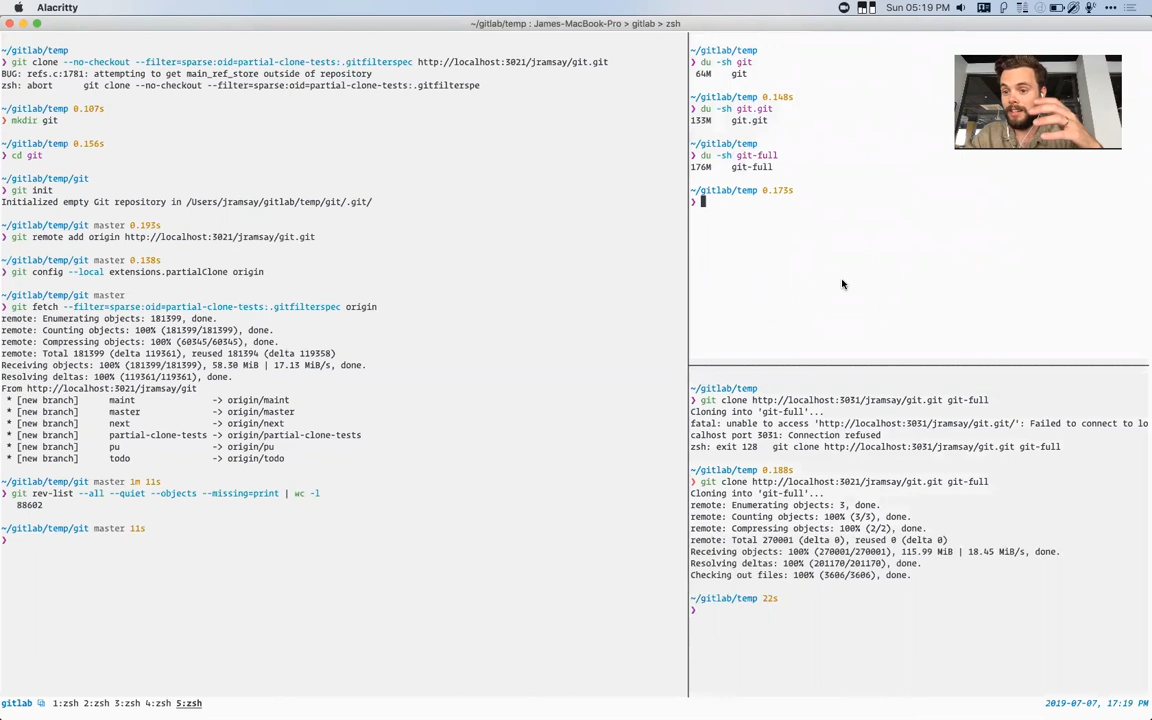 Alacritty
Sun 05:19 PM
~/gitlab/temp : James-MacBook-Pro > gitlab > zsh
~/gitlab/temp
❯ git clone --no-checkout --filter=sparse:oid=partial-clone-tests:.gitfilterspec http://localhost:3021/jramsay/git.git
BUG: refs.c:1781: attempting to get main_ref_store outside of repository
zsh: abort      git clone --no-checkout --filter=sparse:oid=partial-clone-tests:.gitfilterspe
~/gitlab/temp 0.107s
❯ mkdir git
~/gitlab/temp 0.156s
❯ cd git
~/gitlab/temp/git
❯ git init
Initialized empty Git repository in /Users/jramsay/gitlab/temp/git/.git/
~/gitlab/temp/git master 0.193s
❯ git remote add origin http://localhost:3021/jramsay/git.git
~/gitlab/temp/git master 0.138s
❯ git config --local extensions.partialClone origin
~/gitlab/temp/git master
❯ git fetch --filter=sparse:oid=partial-clone-tests:.gitfilterspec origin
remote: Enumerating objects: 181399, done.
remote: Counting objects: 100% (181399/181399), done.
remote: Compressing objects: 100% (60345/60345), done.
remote: Total 181399 (delta 119361), reused 181394 (delta 119358)
Receiving objects: 100% (181399/181399), 58.30 MiB | 17.13 MiB/s, done.
Resolving deltas: 100% (119361/119361), done.
From http://localhost:3021/jramsay/git
* [new branch]      maint      -> origin/maint
* [new branch]      master     -> origin/master
* [new branch]      next       -> origin/next
* [new branch]      partial-clone-tests -> origin/partial-clone-tests
* [new branch]      pu         -> origin/pu
* [new branch]      todo       -> origin/todo
~/gitlab/temp/git master 1m 11s
❯ git rev-list --all --quiet --objects --missing=print | wc -l
88602
~/gitlab/temp/git master 11s
❯
~/gitlab/temp
❯ du -sh git
64M    git
~/gitlab/temp 0.148s
❯ du -sh git.git
133M    git.git
~/gitlab/temp
❯ du -sh git-full
176M    git-full
~/gitlab/temp 0.173s
❯
~/gitlab/temp
❯ git clone http://localhost:3031/jramsay/git.git git-full
Cloning into 'git-full'...
fatal: unable to access 'http://localhost:3031/jramsay/git.git/': Failed to connect to lo
calhost port 3031: Connection refused
zsh: exit 128   git clone http://localhost:3031/jramsay/git.git git-full
~/gitlab/temp 0.188s
❯ git clone http://localhost:3021/jramsay/git.git git-full
Cloning into 'git-full'...
remote: Enumerating objects: 3, done.
remote: Counting objects: 100% (3/3), done.
remote: Compressing objects: 100% (2/2), done.
remote: Total 270001 (delta 0), reused 0 (delta 0)
Receiving objects: 100% (270001/270001), 115.99 MiB | 18.45 MiB/s, done.
Resolving deltas: 100% (201170/201170), done.
Checking out files: 100% (3606/3606), done.
~/gitlab/temp 22s
❯
gitlab 1:zsh 2:zsh 3:zsh 4:zsh 5:zsh
2019-07-07, 17:19 PM